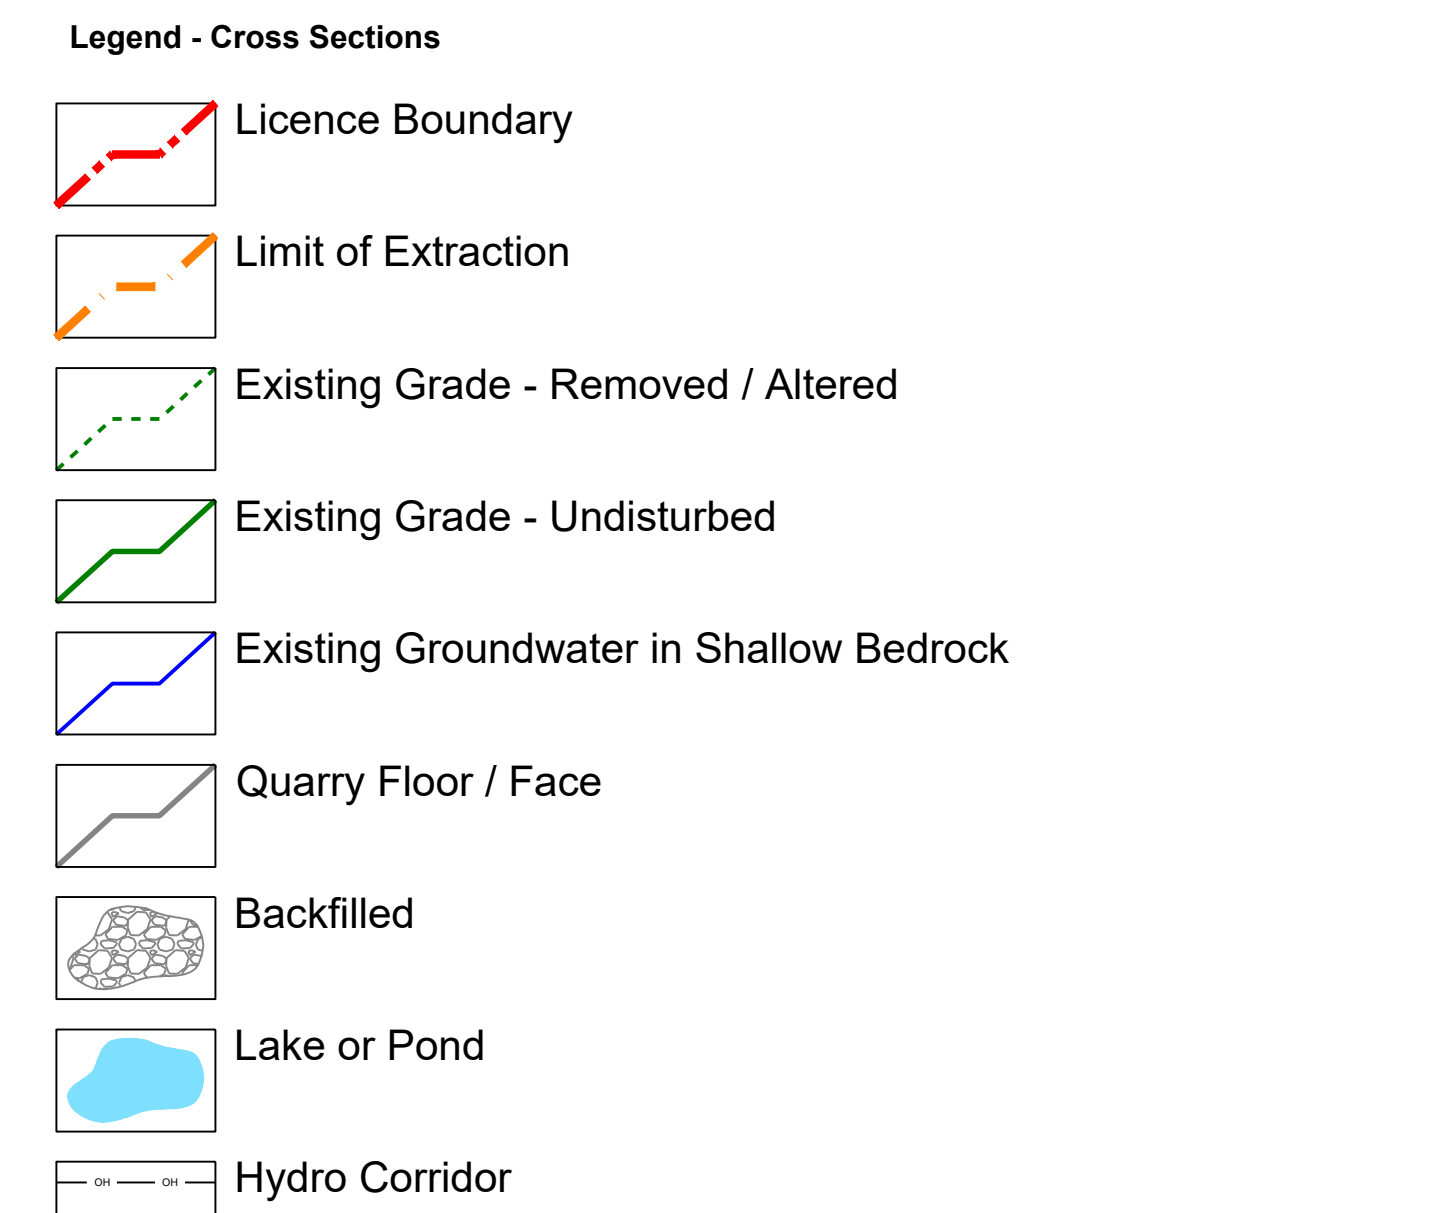 Legend - Cross Sections
Licence Boundary
Limit of Extraction
Existing Grade - Removed / Altered
Existing Grade - Undisturbed
Existing Groundwater in Shallow Bedrock
Quarry Floor / Face
Backfilled
Lake or Pond
OH OH Hydro Corridor